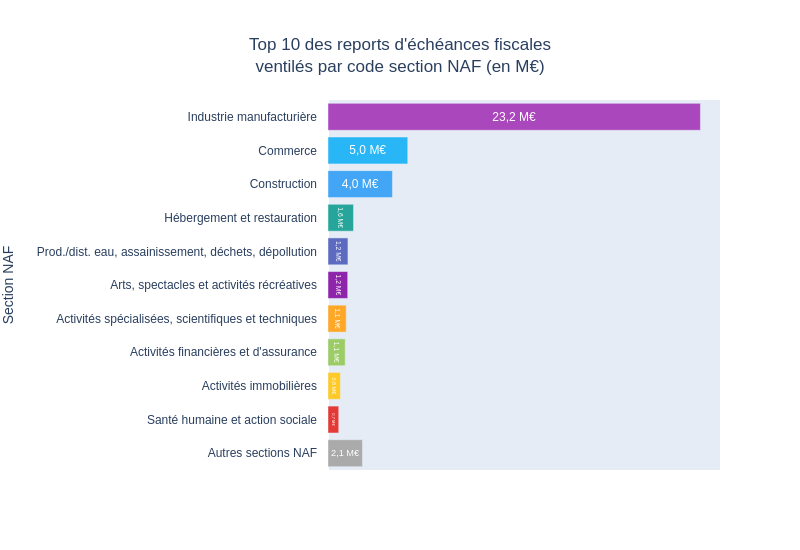 Top 10 des reports d'échéances fiscales
ventilés par code section NAF (en M€)
Section NAF
Industrie manufacturière 23,2 M€
Commerce 5,0 M€
Construction 4,0 M€
Hébergement et restauration 1,6 M€
Prod./dist. eau, assainissement, déchets, dépollution 1,2 M€
Arts, spectacles et activités récréatives 1,2 M€
Activités spécialisées, scientifiques et techniques 1,1 M€
Activités financières et d'assurance 1,1 M€
Activités immobilières
Santé humaine et action sociale
Autres sections NAF 2,1 M€